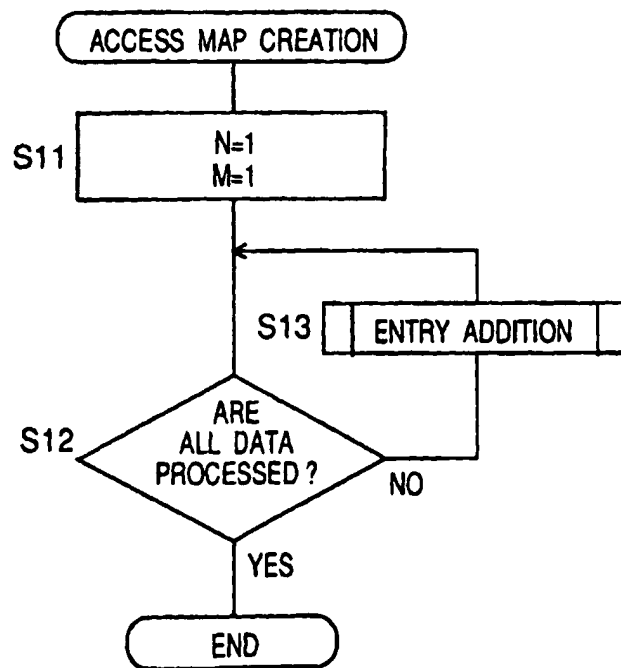 ACCESS MAP CREATION
S11
N=1
M=1
S13
ENTRY ADDITION
S12
ARE
ALL DATA
PROCESSED?
NO
YES
END